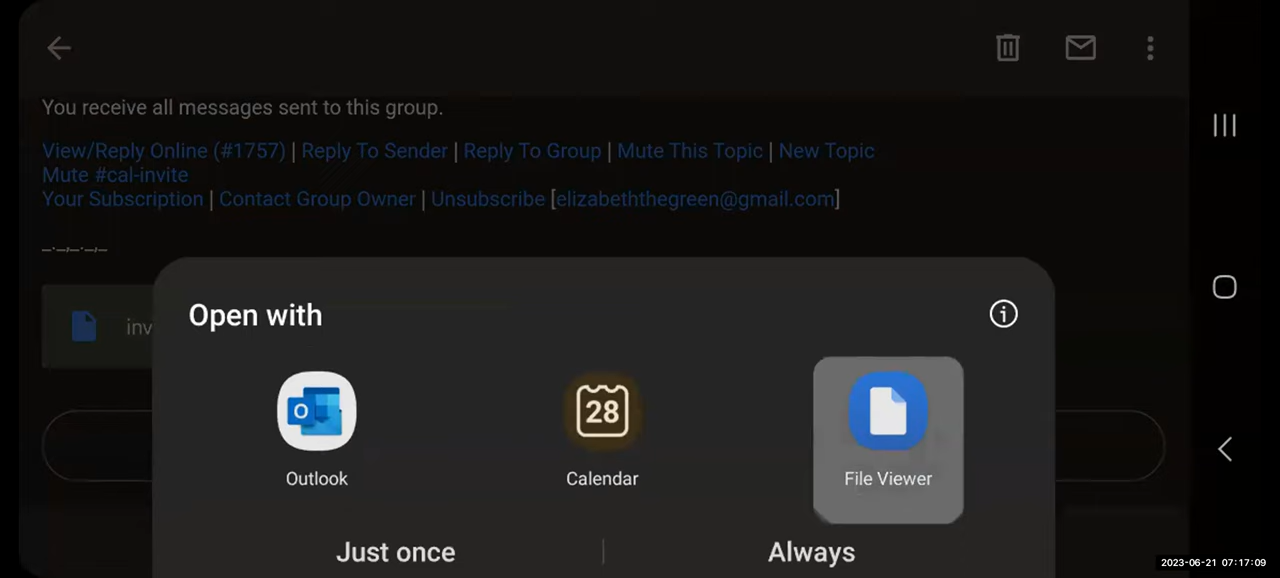 You receive all messages sent to this group.
View/Reply Online (#1757) | Reply To Sender | Reply To Group | Mute This Topic | New Topic
Mute #cal-invite
Your Subscription | Contact Group Owner | Unsubscribe [elizabeththegreen@gmail.com]
_._,_._,_
inv
Open with
28
O
Outlook
Calendar
File Viewer
Just once | Always
2023-06-21 07:17:09